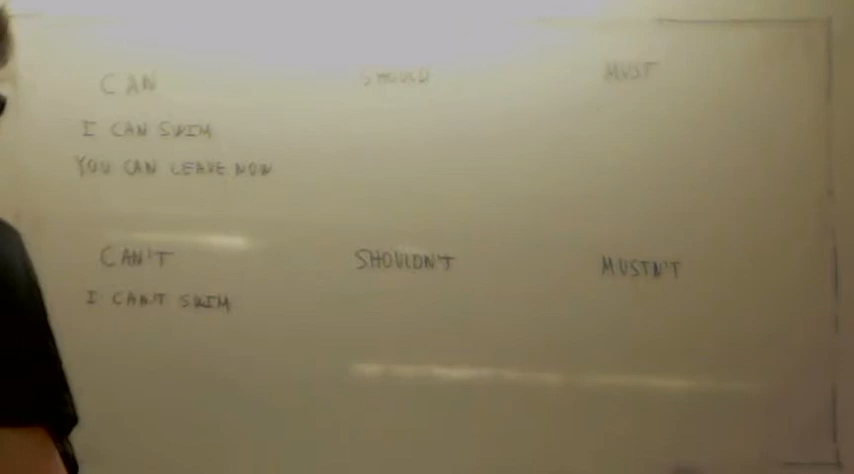 CAN SHOULD MUST
I CAN SWIM
YOU CAN LEAVE NOW
CAN'T SHOULDN'T MUSTN'T
I CAN'T SWIM